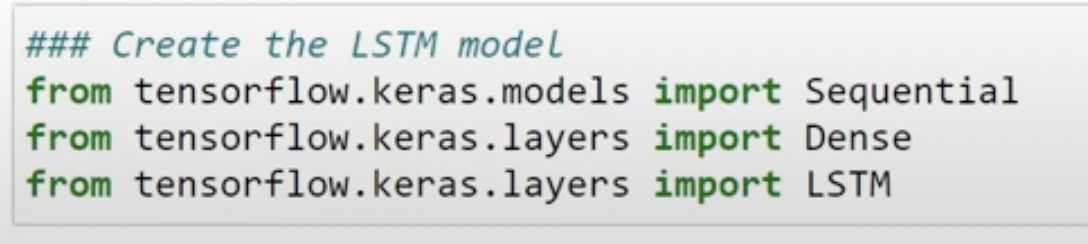 ### Create the LSTM model
from tensorflow.keras.models import Sequential
from tensorflow.keras.layers import Dense
from tensorflow.keras.layers import LSTM